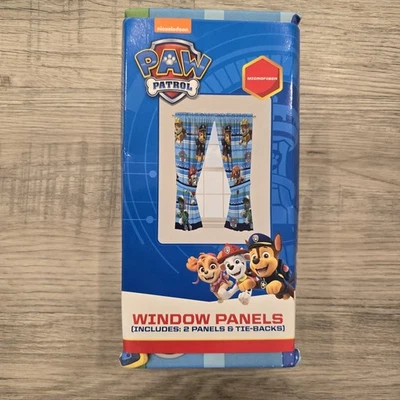 nickelodeon
PAW
PATROL
WINDOW PANELS
(INCLUDES: 2 PANELS & TIE-BACKS)